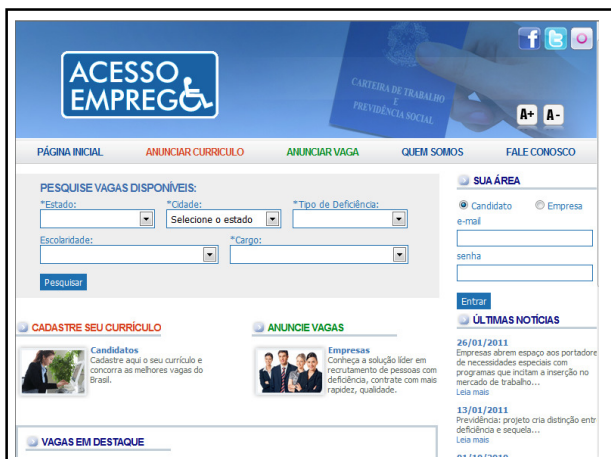 ACESSO
EMPREGO
CARTEIRA DE TRABALHO
E
PREVIDÊNCIA SOCIAL
A+ A-
PÁGINA INICIAL ANUNCIAR CURRICULO ANUNCIAR VAGA QUEM SOMOS FALE CONOSCO
PESQUISE VAGAS DISPONÍVEIS:
*Estado: *Cidade: *Tipo de Deficiência:
Selecione o estado
Escolaridade: *Cargo:
Pesquisar
SUA ÁREA
Candidato Empresa
e-mail
senha
Entrar
CADASTRE SEU CURRÍCULO
Candidatos
Cadastre aqui o seu currículo e
concorra as melhores vagas do
Brasil.
ANUNCIE VAGAS
Empresas
Conheça a solução líder em
recrutamento de pessoas com
deficiência, contrate com mais
rapidez, qualidade.
ÚLTIMAS NOTÍCIAS
26/01/2011
Empresas abrem espaço aos portadore
de necessidades especiais com
programas que incitam a inserção no
mercado de trabalho...
Leia mais
13/01/2011
Previdência: projeto cria distinção entr
deficiência e sequela...
Leia mais
VAGAS EM DESTAQUE